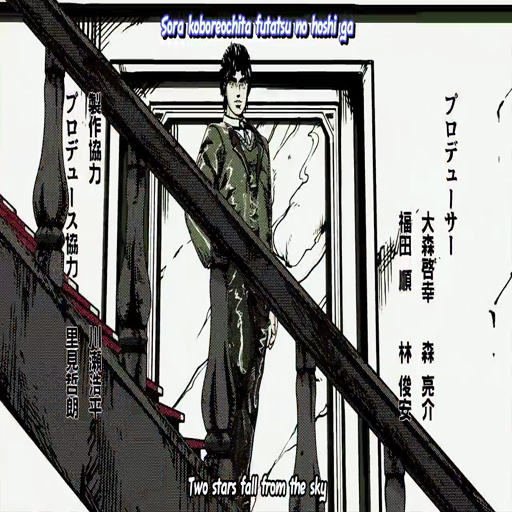 Sora koboreochita futatsu no hoshi ga
プロデューサー
大森啓幸 森 亮介
福田 順 林 俊安
製作協力 川瀬浩平
プロデュース協力 里見哲朗
Two stars fall from the sky